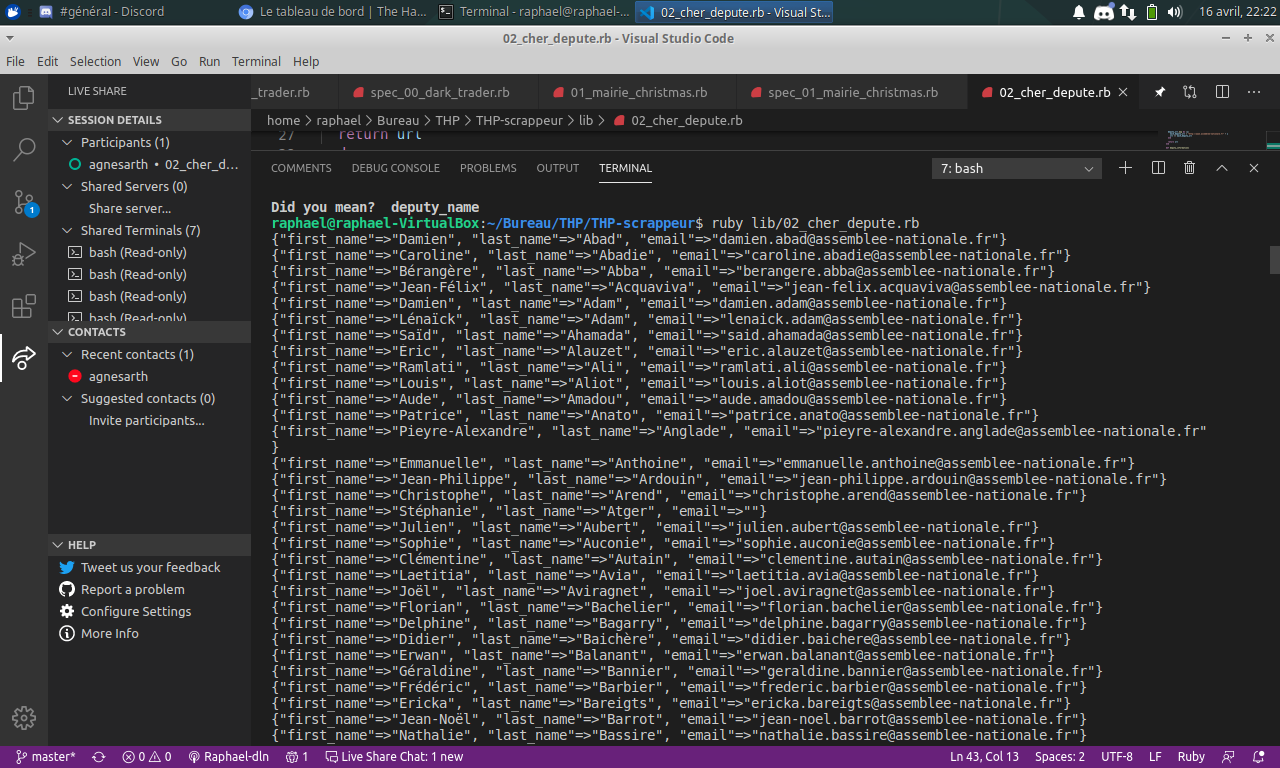 #général - Discord
Le tableau de bord | The Ha...
Terminal - raphael@raphael-...
02_cher_depute.rb - Visual St...
16 avril, 22:22
02_cher_depute.rb - Visual Studio Code
File Edit Selection View Go Run Terminal Help
LIVE SHARE
_trader.rb
spec_00_dark_trader.rb
01_mairie_christmas.rb
spec_01_mairie_christmas.rb
02_cher_depute.rb
SESSION DETAILS
Participants (1)
agnesarth • 02_cher_d...
Shared Servers (0)
Share server...
Shared Terminals (7)
bash (Read-only)
bash (Read-only)
bash (Read-only)
bash (Read-only)
CONTACTS
Recent contacts (1)
agnesarth
Suggested contacts (0)
Invite participants...
HELP
Tweet us your feedback
Report a problem
Configure Settings
More Info
home > raphael > Bureau > THP > THP-scrappeur > lib > 02_cher_depute.rb
27 return url
COMMENTS DEBUG CONSOLE PROBLEMS OUTPUT TERMINAL
7: bash
Did you mean?  deputy_name
raphael@raphael-VirtualBox:~/Bureau/THP/THP-scrappeur$ ruby lib/02_cher_depute.rb
{"first_name"=>"Damien", "last_name"=>"Abad", "email"=>"damien.abad@assemblee-nationale.fr"}
{"first_name"=>"Caroline", "last_name"=>"Abadie", "email"=>"caroline.abadie@assemblee-nationale.fr"}
{"first_name"=>"Bérangère", "last_name"=>"Abba", "email"=>"berangere.abba@assemblee-nationale.fr"}
{"first_name"=>"Jean-Félix", "last_name"=>"Acquaviva", "email"=>"jean-felix.acquaviva@assemblee-nationale.fr"}
{"first_name"=>"Damien", "last_name"=>"Adam", "email"=>"damien.adam@assemblee-nationale.fr"}
{"first_name"=>"Lénaïck", "last_name"=>"Adam", "email"=>"lenaick.adam@assemblee-nationale.fr"}
{"first_name"=>"Saïd", "last_name"=>"Ahamada", "email"=>"said.ahamada@assemblee-nationale.fr"}
{"first_name"=>"Éric", "last_name"=>"Alauzet", "email"=>"eric.alauzet@assemblee-nationale.fr"}
{"first_name"=>"Ramlati", "last_name"=>"Ali", "email"=>"ramlati.ali@assemblee-nationale.fr"}
{"first_name"=>"Louis", "last_name"=>"Aliot", "email"=>"louis.aliot@assemblee-nationale.fr"}
{"first_name"=>"Aude", "last_name"=>"Amadou", "email"=>"aude.amadou@assemblee-nationale.fr"}
{"first_name"=>"Patrice", "last_name"=>"Anato", "email"=>"patrice.anato@assemblee-nationale.fr"}
{"first_name"=>"Pieyre-Alexandre", "last_name"=>"Anglade", "email"=>"pieyre-alexandre.anglade@assemblee-nationale.fr"
}
{"first_name"=>"Emmanuelle", "last_name"=>"Anthoine", "email"=>"emmanuelle.anthoine@assemblee-nationale.fr"}
{"first_name"=>"Jean-Philippe", "last_name"=>"Ardouin", "email"=>"jean-philippe.ardouin@assemblee-nationale.fr"}
{"first_name"=>"Christophe", "last_name"=>"Arend", "email"=>"christophe.arend@assemblee-nationale.fr"}
{"first_name"=>"Stéphanie", "last_name"=>"Atger", "email"=>""}
{"first_name"=>"Julien", "last_name"=>"Aubert", "email"=>"julien.aubert@assemblee-nationale.fr"}
{"first_name"=>"Sophie", "last_name"=>"Auconie", "email"=>"sophie.auconie@assemblee-nationale.fr"}
{"first_name"=>"Clémentine", "last_name"=>"Autain", "email"=>"Clementine.autain@assemblee-nationale.fr"}
{"first_name"=>"Laetitia", "last_name"=>"Avia", "email"=>"laetitia.avia@assemblee-nationale.fr"}
{"first_name"=>"Joël", "last_name"=>"Aviragnet", "email"=>"joel.aviragnet@assemblee-nationale.fr"}
{"first_name"=>"Florian", "last_name"=>"Bachelier", "email"=>"florian.bachelier@assemblee-nationale.fr"}
{"first_name"=>"Delphine", "last_name"=>"Bagarry", "email"=>"delphine.bagarry@assemblee-nationale.fr"}
{"first_name"=>"Didier", "last_name"=>"Baichère", "email"=>"didier.baichere@assemblee-nationale.fr"}
{"first_name"=>"Erwan", "last_name"=>"Balanant", "email"=>"erwan.balanant@assemblee-nationale.fr"}
{"first_name"=>"Géraldine", "last_name"=>"Bannier", "email"=>"geraldine.bannier@assemblee-nationale.fr"}
{"first_name"=>"Frédéric", "last_name"=>"Barbier", "email"=>"frederic.barbier@assemblee-nationale.fr"}
{"first_name"=>"Ericka", "last_name"=>"Bareigts", "email"=>"ericka.bareigts@assemblee-nationale.fr"}
{"first_name"=>"Jean-Noël", "last_name"=>"Barrot", "email"=>"jean-noel.barrot@assemblee-nationale.fr"}
{"first_name"=>"Nathalie", "last_name"=>"Bassire", "email"=>"nathalie.bassire@assemblee-nationale.fr"}
master* 0 0 Raphael-dln 1 Live Share Chat: 1 new Ln 43, Col 13 Spaces: 2 UTF-8 LF Ruby